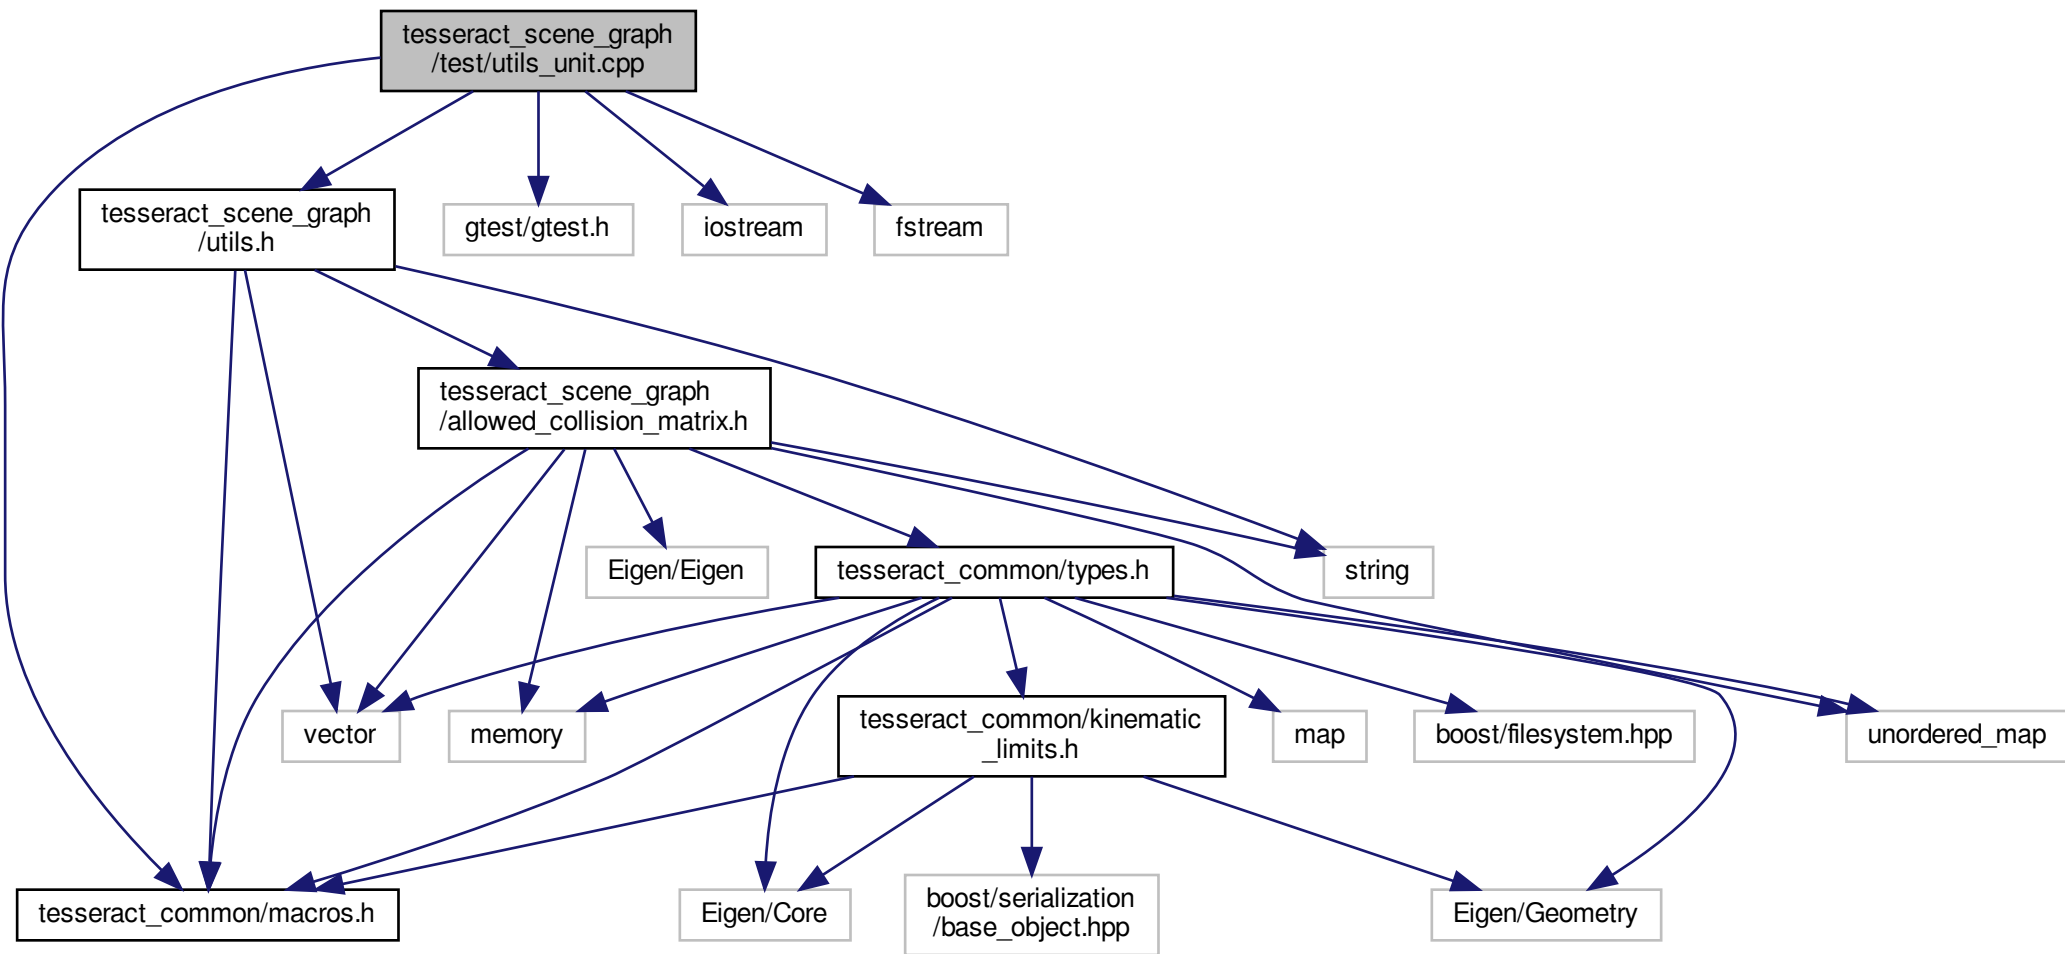 tesseract_scene_graph
/test/utils_unit.cpp
tesseract_scene_graph
/utils.h
gtest/gtest.h
iostream
fstream
tesseract_scene_graph
/allowed_collision_matrix.h
Eigen/Eigen
tesseract_common/types.h
string
vector
memory
tesseract_common/kinematic
_limits.h
map
boost/filesystem.hpp
unordered_map
tesseract_common/macros.h
Eigen/Core
boost/serialization
/base_object.hpp
Eigen/Geometry